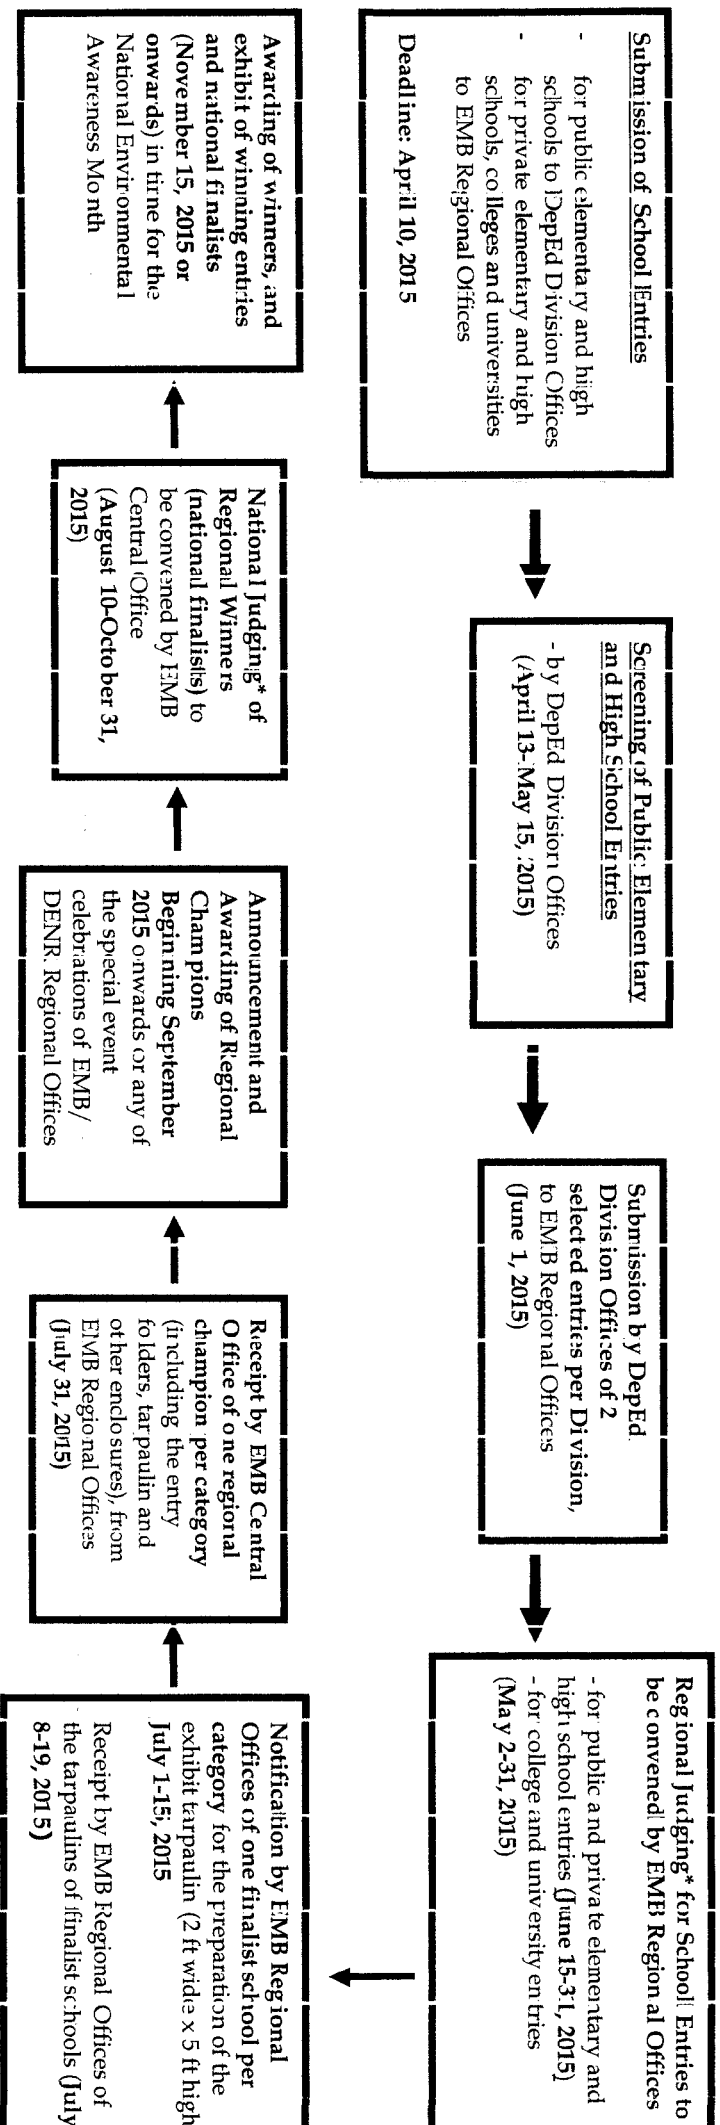 Submission of School Entries
- for public elementary and high
schools to DepEd Division Offices
- for private elementary and high
schools, colleges and universities
to EMB Regional Offices
Deadline: April 10, 2015
Screening of Public Elementary
and High School Entries
- by DepEd Division Offices
(April 13-May 15, 2015)
Submission by DepEd
Division Offices of 2
selected entries per Division,
to EMB Regional Offices
(June 1, 2015)
Regional Judging* for School Entries to
be convened by EMB Regional Offices
- for public and private elementary and
high school entries (June 15-31, 2015)
- for college and university entries
(May 2-31, 2015)
Notification by EMB Regional
Offices of one finalist school per
category for the preparation of the
exhibit tarpaulin (2 ft wide x 5 ft high
July 1-15, 2015
Receipt by EMB Regional Offices of
the tarpaulins of finalist schools (July
8-19, 2015)
Receipt by EMB Central
Office of one regional
champion per category
(including the entry
folders, tarpaulin and
other enclosures), from
EMB Regional Offices
(July 31, 2015)
Announcement and
Awarding of Regional
Champions
Beginning September
2015 onwards or any of
the special event
celebrations of EMB/
DENR Regional Offices
National Judging* of
Regional Winners
(national finalists) to
be convened by EMB
Central Office
(August 10-October 31,
2015)
Awarding of winners, and
exhibit of winning entries
and national finalists
(November 15, 2015 or
onwards) in time for the
National Environmental
Awareness Month